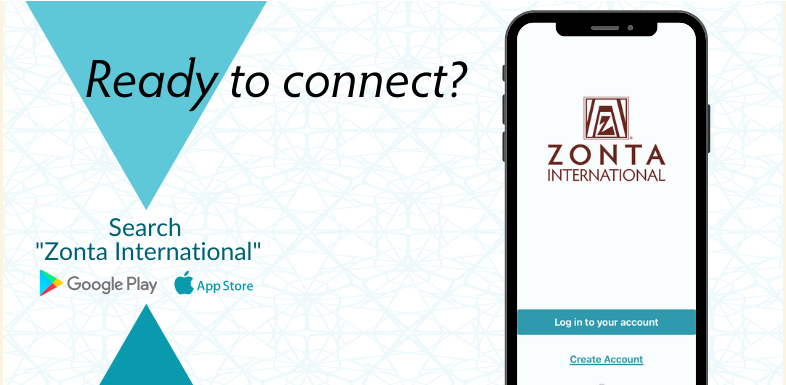 Ready to connect?
Search
"Zonta International"
Google Play
App Store
ZONTA
INTERNATIONAL
Log in to your account
Create Account